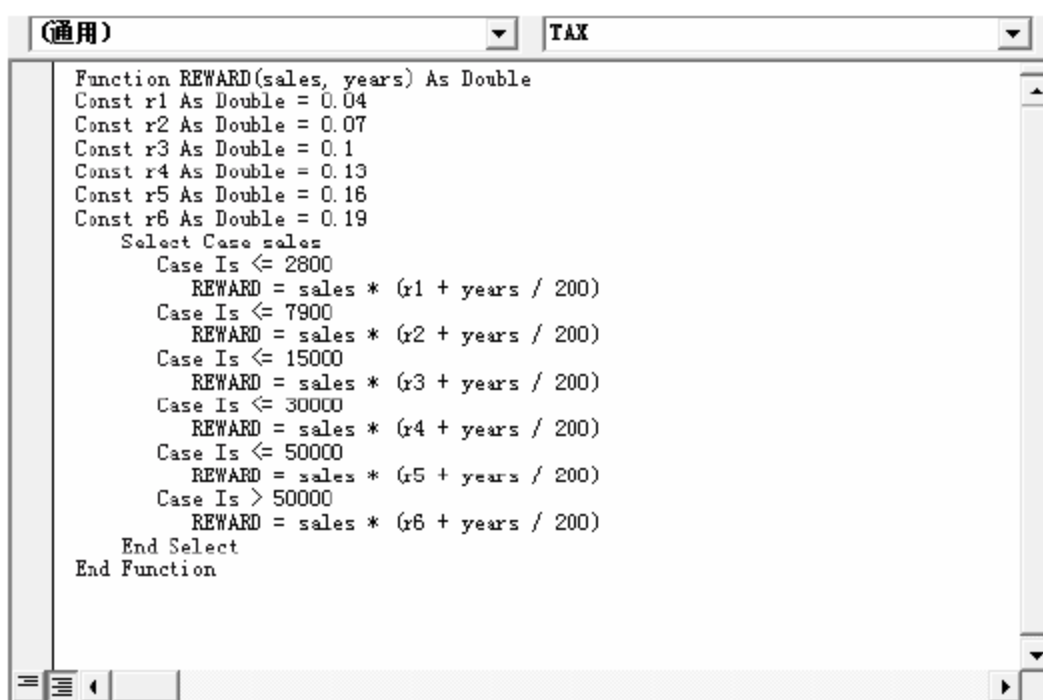 (通用)
TAX
Function REWARD(sales, years) As Double
Const r1 As Double = 0.04
Const r2 As Double = 0.07
Const r3 As Double = 0.1
Const r4 As Double = 0.13
Const r5 As Double = 0.16
Const r6 As Double = 0.19
Select Case sales
Case Is <= 2800
REWARD = sales * (r1 + years / 200)
Case Is <= 7900
REWARD = sales * (r2 + years / 200)
Case Is <= 15000
REWARD = sales * (r3 + years / 200)
Case Is <= 30000
REWARD = sales * (r4 + years / 200)
Case Is <= 50000
REWARD = sales * (r5 + years / 200)
Case Is > 50000
REWARD = sales * (r6 + years / 200)
End Select
End Function